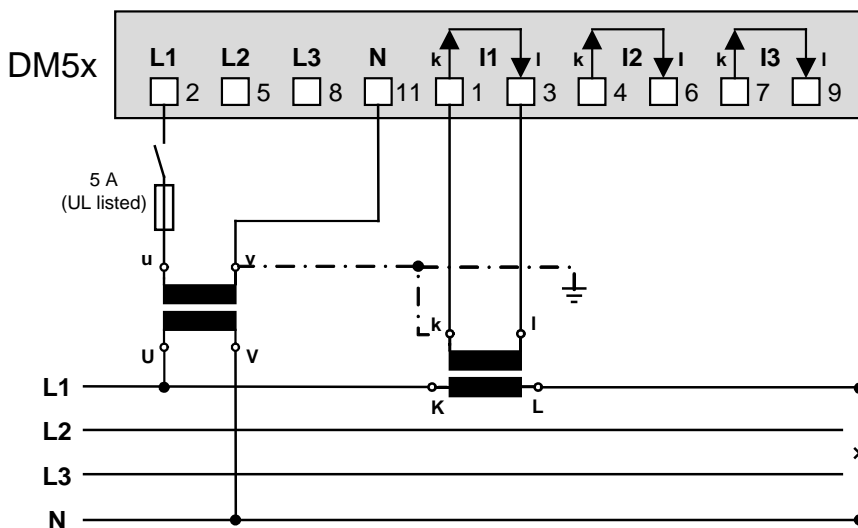 L1 L2 L3 N k I1 l k I2 l k I3 l
DM5x
2 5 8 11 1 3 4 6 7 9
5 A
(UL listed)
u v
k l
U V
L1
K L
L2
L3
N